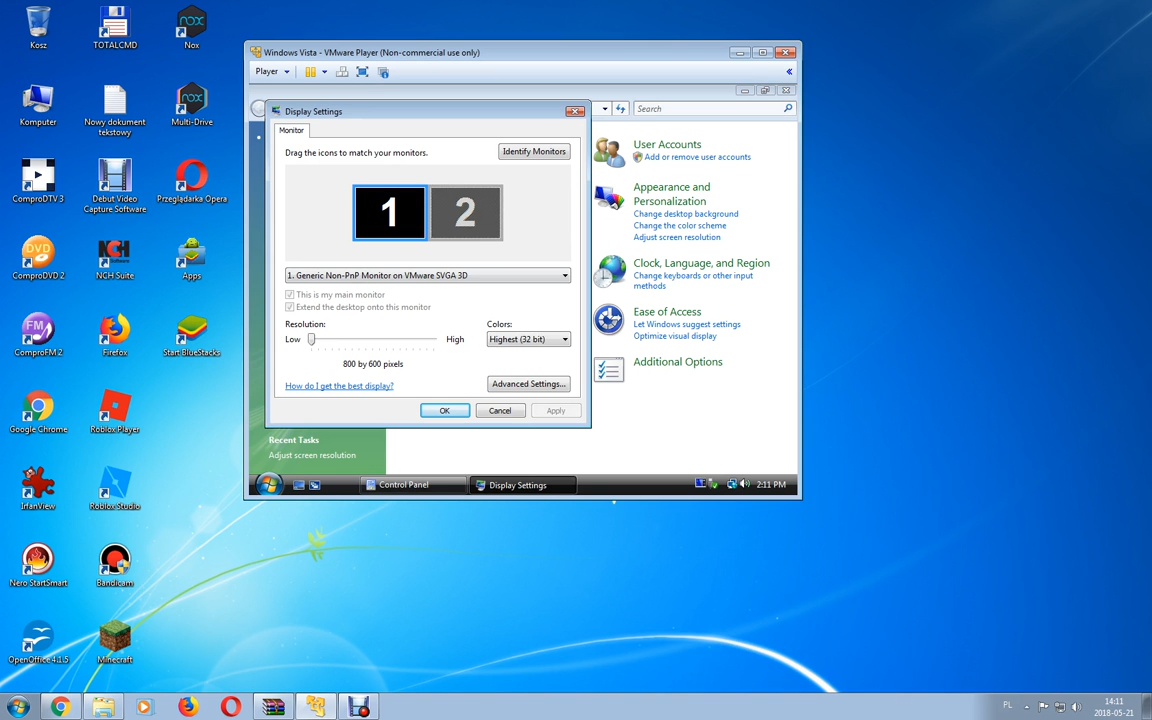 Kosz
TOTALCMD
Nox
nox
Komputer
Nowy dokument
tekstowy
Multi-Drive
nox
ComproDTV 3
Debut Video
Capture Software
Przeglądarka Opera
DVD
ComproDVD 2
NCH
NCH Suite
Apps
FM
ComproFM 2
Firefox
Start BlueStacks
Google Chrome
Roblox Player
IrfanView
Roblox Studio
Nero StartSmart
Bandicam
OpenOffice 4.1.5
Minecraft
Windows Vista - VMware Player (Non-commercial use only)
Player
Search
Display Settings
Monitor
Drag the icons to match your monitors.
Identify Monitors
1
2
1. Generic Non-PnP Monitor on VMware SVGA 3D
This is my main monitor
Extend the desktop onto this monitor
Resolution:
Low
High
800 by 600 pixels
Colors:
Highest (32 bit)
How do I get the best display?
Advanced Settings...
OK
Cancel
Apply
User Accounts
Add or remove user accounts
Appearance and
Personalization
Change desktop background
Change the color scheme
Adjust screen resolution
Clock, Language, and Region
Change keyboards or other input
methods
Ease of Access
Let Windows suggest settings
Optimize visual display
Additional Options
Recent Tasks
Adjust screen resolution
Control Panel
Display Settings
2:11 PM
PL
14:11
2018-05-21